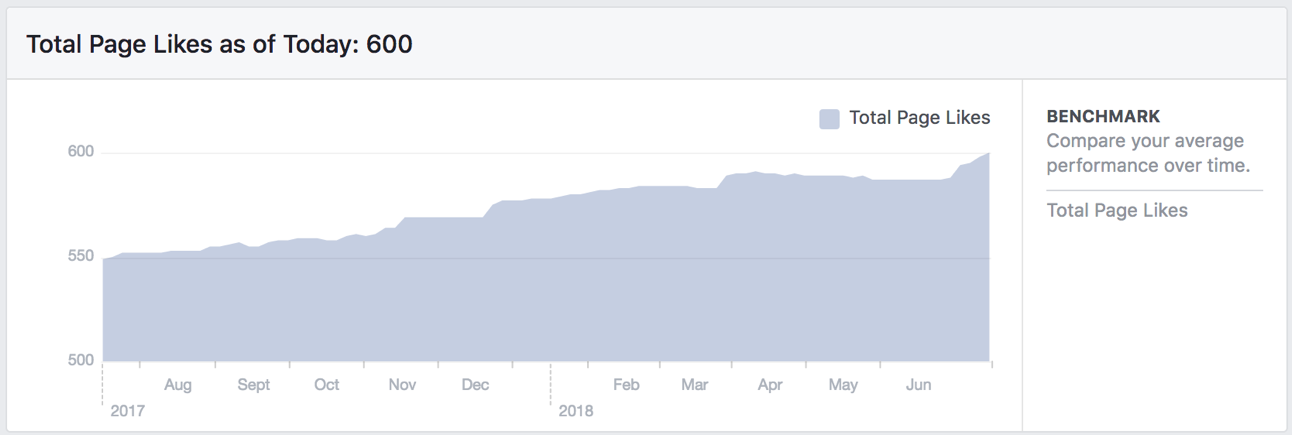 Total Page Likes as of Today: 600
Total Page Likes
600
550
500
Aug Sept Oct Nov Dec Feb Mar Apr May Jun
2017 2018
BENCHMARK
Compare your average
performance over time.
Total Page Likes